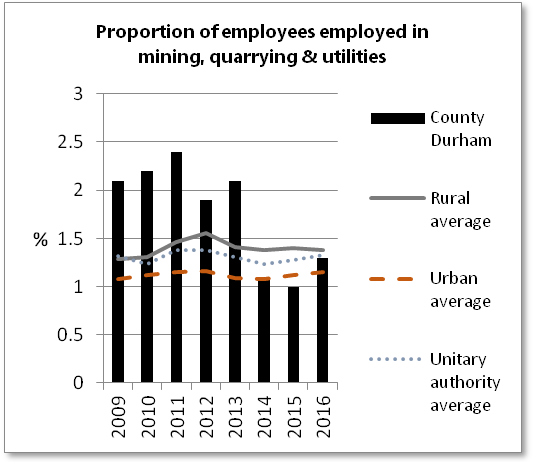 Proportion of employees employed in
mining, quarrying & utilities
3
2.5
2
1.5
1
0.5
0
%
2009
2010
2011
2012
2013
2014
2015
2016
County
Durham
Rural
average
Urban
average
Unitary
authority
average